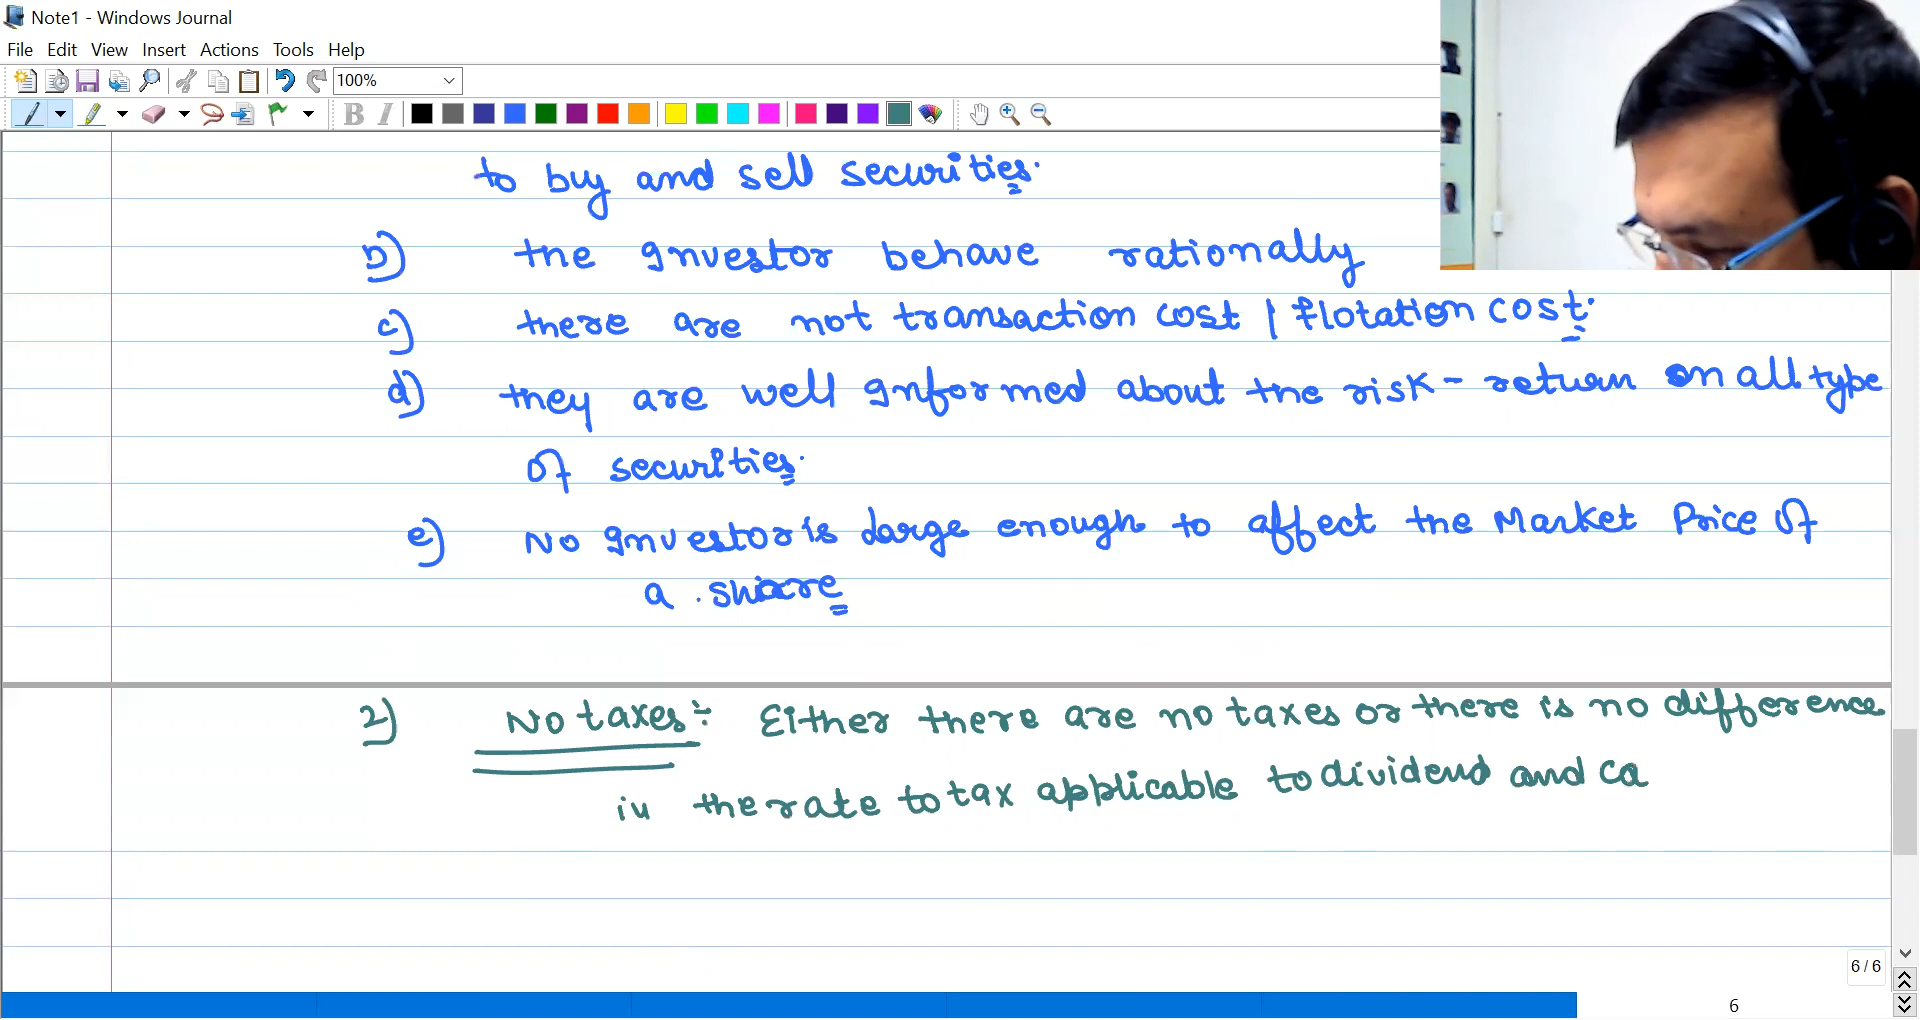 Note1 - Windows Journal
File Edit View Insert Actions Tools Help
100%
B I
to buy and sell securities.
b) the Investor behave rationally
c) there are not transaction cost / flotation cost.
d) they are well Informed about the risk - return on all type
of securities.
e) No Investor is large enough to affect the Market Price of
a share
2) No taxes :- Either there are no taxes or there is no difference
in the rate to tax applicable to dividend and ca
6 / 6
6